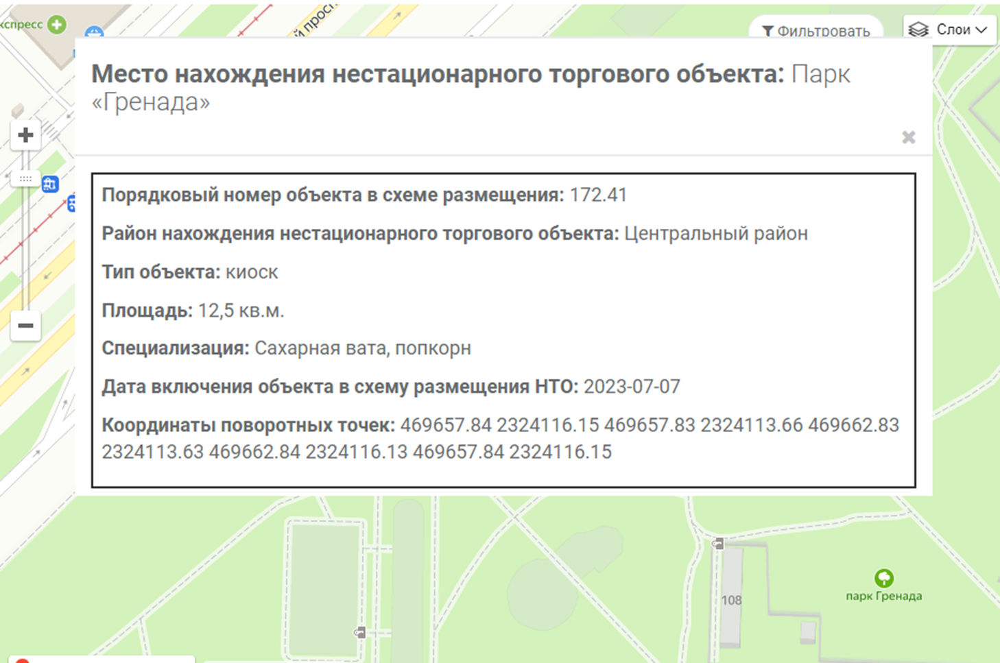 кспресс
й просп
Фильтровать
Слои
Место нахождения нестационарного торгового объекта: Парк
«Гренада»
Порядковый номер объекта в схеме размещения: 172.41
Район нахождения нестационарного торгового объекта: Центральный район
Тип объекта: киоск
Площадь: 12,5 кв.м.
Специализация: Сахарная вата, попкорн
Дата включения объекта в схему размещения НТО: 2023-07-07
Координаты поворотных точек: 469657.84 2324116.15 469657.83 2324113.66 469662.83
2324113.63 469662.84 2324116.13 469657.84 2324116.15
парк Гренада
108